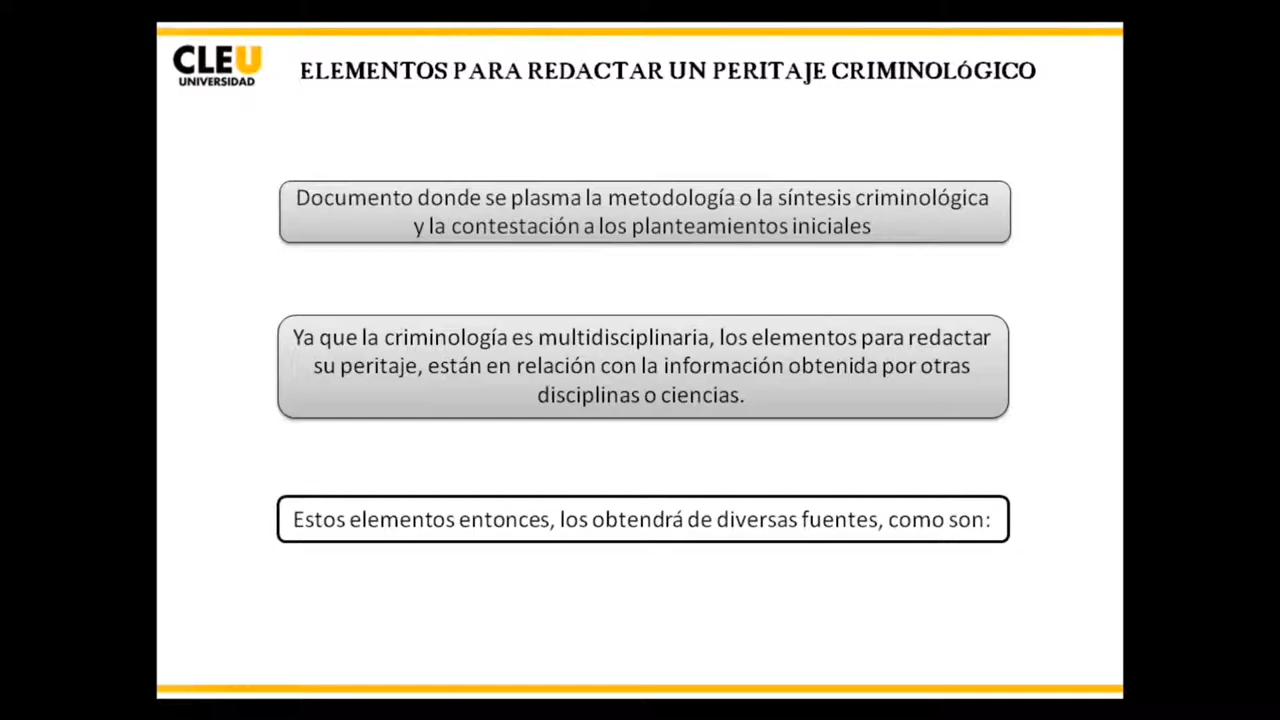 CLEU
UNIVERSIDAD
ELEMENTOS PARA REDACTAR UN PERITAJE CRIMINOLÓGICO
Documento donde se plasma la metodología o la síntesis criminológica
y la contestación a los planteamientos iniciales
Ya que la criminología es multidisciplinaria, los elementos para redactar
su peritaje, están en relación con la información obtenida por otras
disciplinas o ciencias.
Estos elementos entonces, los obtendrá de diversas fuentes, como son: